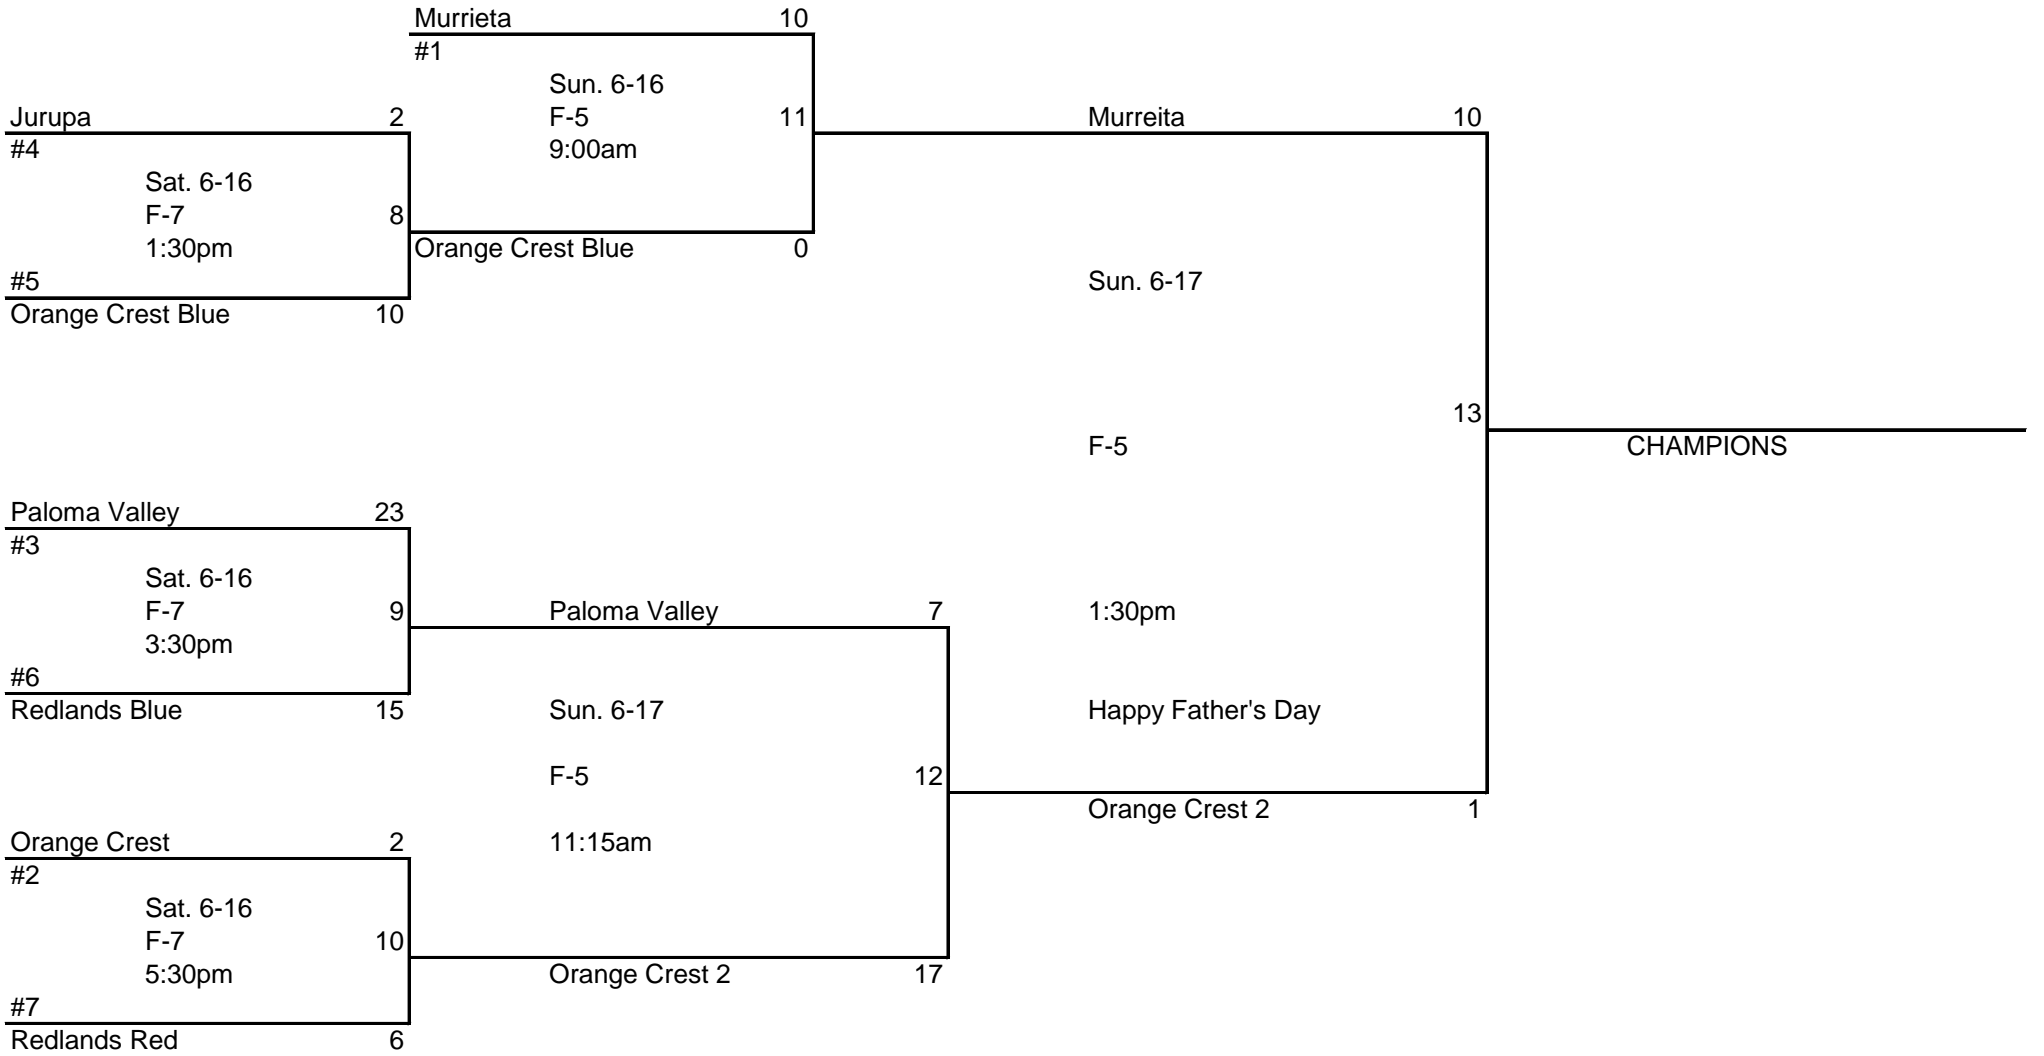 Murrieta 10
#1
Sun. 6-16
Jurupa 2 F-5 11 Murreita 10
#4 9:00am
Sat. 6-16
F-7 8
1:30pm Orange Crest Blue 0
#5 Sun. 6-17
Orange Crest Blue 10
13
F-5 CHAMPIONS
Paloma Valley 23
#3
Sat. 6-16
F-7 9 Paloma Valley 7 1:30pm
3:30pm
#6
Redlands Blue 15 Sun. 6-17 Happy Father's Day
F-5 12
Orange Crest 2 1
Orange Crest 2 11:15am
#2
Sat. 6-16
F-7 10
5:30pm Orange Crest 2 17
#7
Redlands Red 6